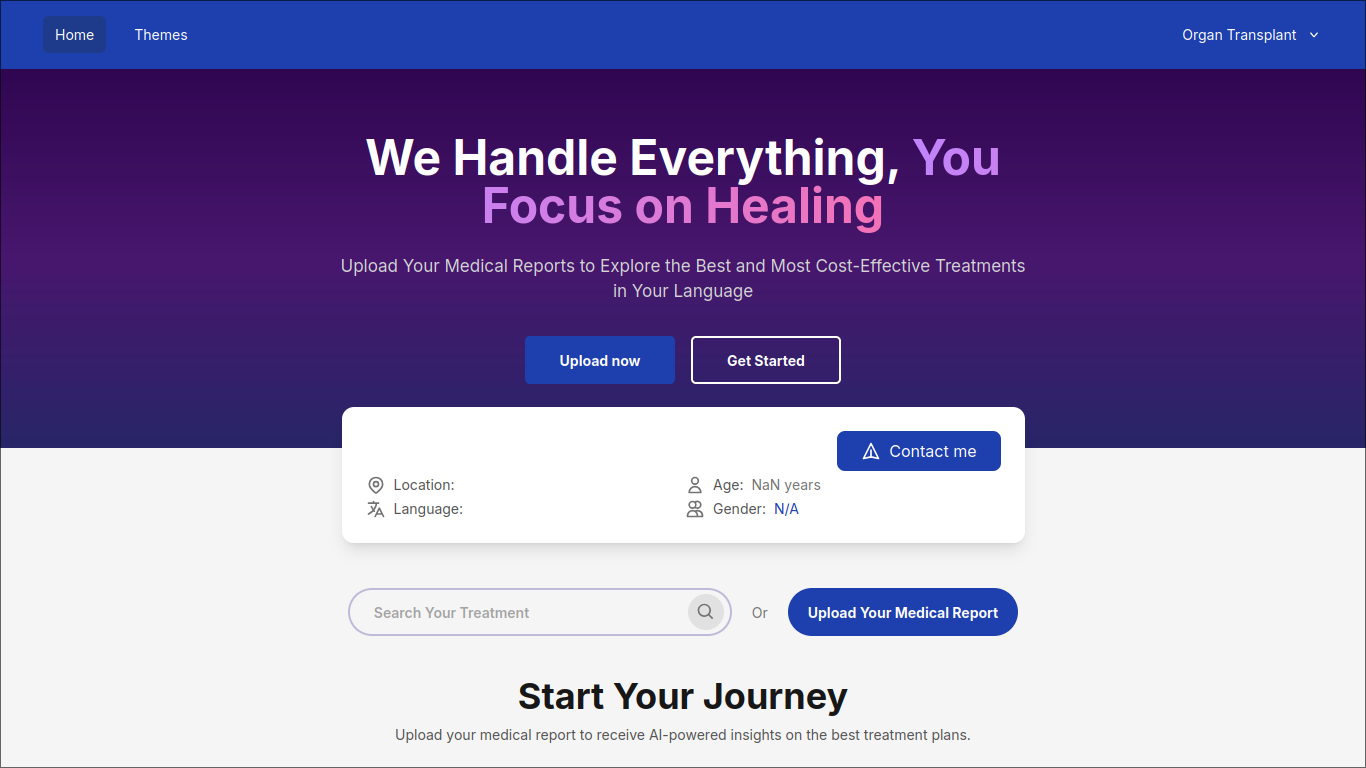 Home
Themes
Organ Transplant
We Handle Everything, You
Focus on Healing
Upload Your Medical Reports to Explore the Best and Most Cost-Effective Treatments
in Your Language
Upload now
Get Started
Contact me
Location:
Age: NaN years
Language:
Gender: N/A
Search Your Treatment
Or
Upload Your Medical Report
Start Your Journey
Upload your medical report to receive AI-powered insights on the best treatment plans.